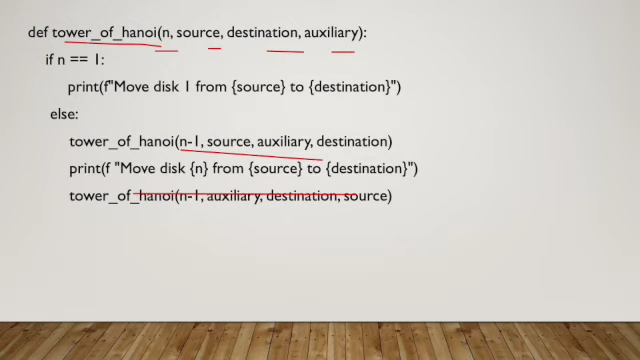 def tower_of_hanoi(n, source, destination, auxiliary):
if n == 1:
print(f"Move disk 1 from {source} to {destination}")
else:
tower_of_hanoi(n-1, source, auxiliary, destination)
print(f "Move disk {n} from {source} to {destination}")
tower_of_hanoi(n-1, auxiliary, destination, source)